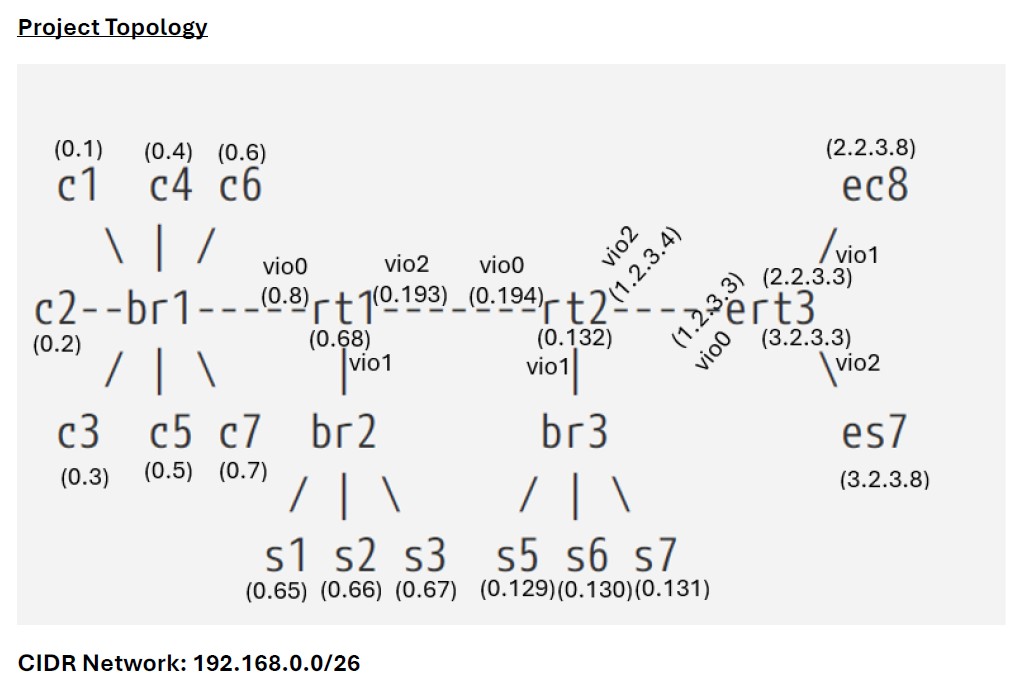 Project Topology
(0.1) (0.4) (0.6) (2.2.3.8)
c1 c4 c6 ec8
\ | / /vio1
vio0 vio2 vio0 vio2 (1.2.3.4) (2.2.3.3)
c2--br1-----(0.8)rt1(0.193)----(0.194)rt2-----ert3
(0.2) (0.68) (0.132) (1.2.3.3) vio0 (3.2.3.3)
/ | \ |vio1 vio1| \vio2
c3 c5 c7 br2 br3 es7
(0.3) (0.5) (0.7) (3.2.3.8)
/ | \ / | \
s1 s2 s3 s5 s6 s7
(0.65) (0.66) (0.67) (0.129)(0.130)(0.131)
CIDR Network: 192.168.0.0/26